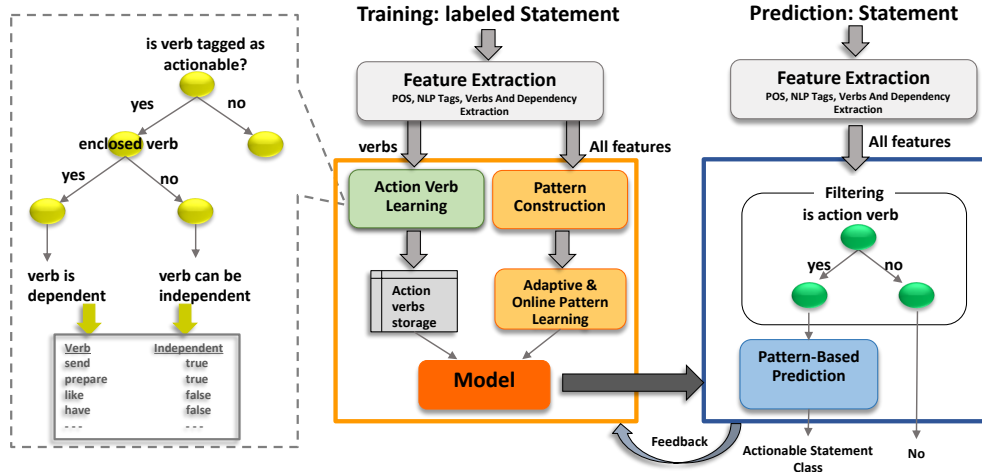 is verb tagged as
actionable?
yes
no
enclosed verb
yes
no
verb is
dependent
verb can be
independent
Verb Independent
send true
prepare true
like false
have false
- - - - - -
Training: labeled Statement
Feature Extraction
POS, NLP Tags, Verbs And Dependency
Extraction
verbs
All features
Action Verb
Learning
Pattern
Construction
Action
verbs
storage
Adaptive &
Online Pattern
Learning
Model
Feedback
Prediction: Statement
Feature Extraction
POS, NLP Tags, Verbs And Dependency
Extraction
All features
Filtering
is action verb
yes
no
Pattern-Based
Prediction
Actionable Statement
Class
No